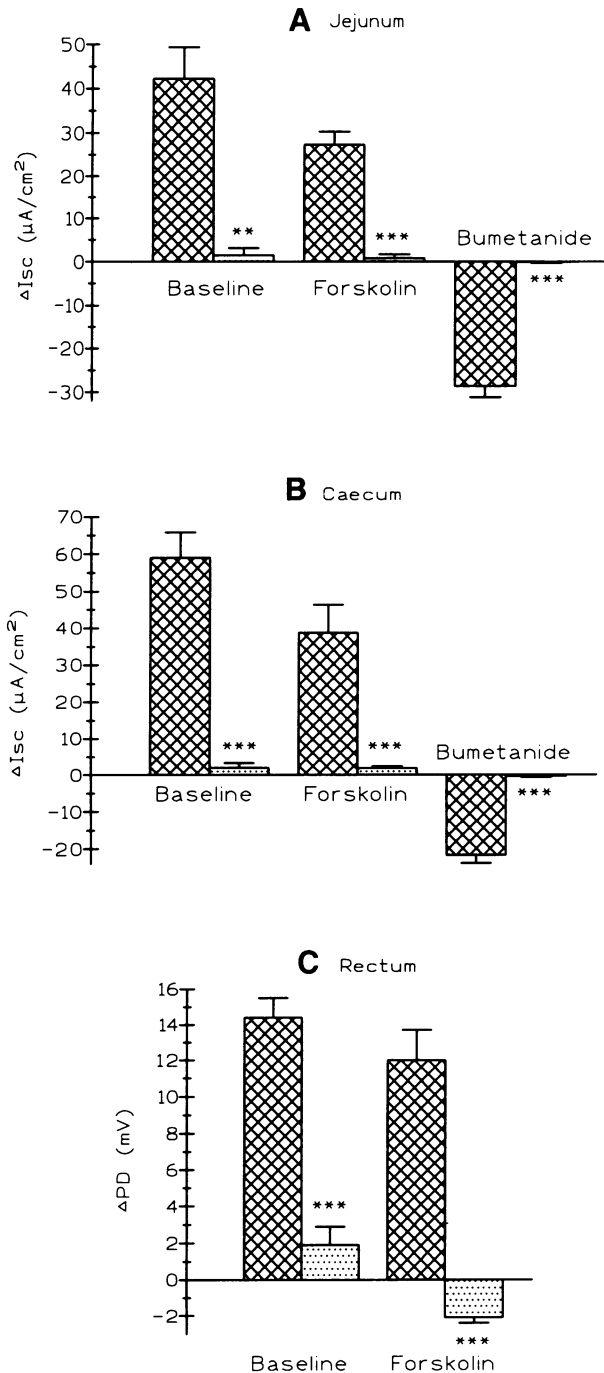 A Jejunum
50
40
30
20
10
0
-10
-20
-30
ΔIsc (µA/cm²)
**
***
Bumetanide
***
Baseline
Forskolin
B Caecum
70
60
50
40
30
20
10
0
-10
-20
ΔIsc (µA/cm²)
***
***
Bumetanide
***
Baseline
Forskolin
C Rectum
16
14
12
10
8
6
4
2
0
-2
ΔPD (mV)
***
***
Baseline
Forskolin